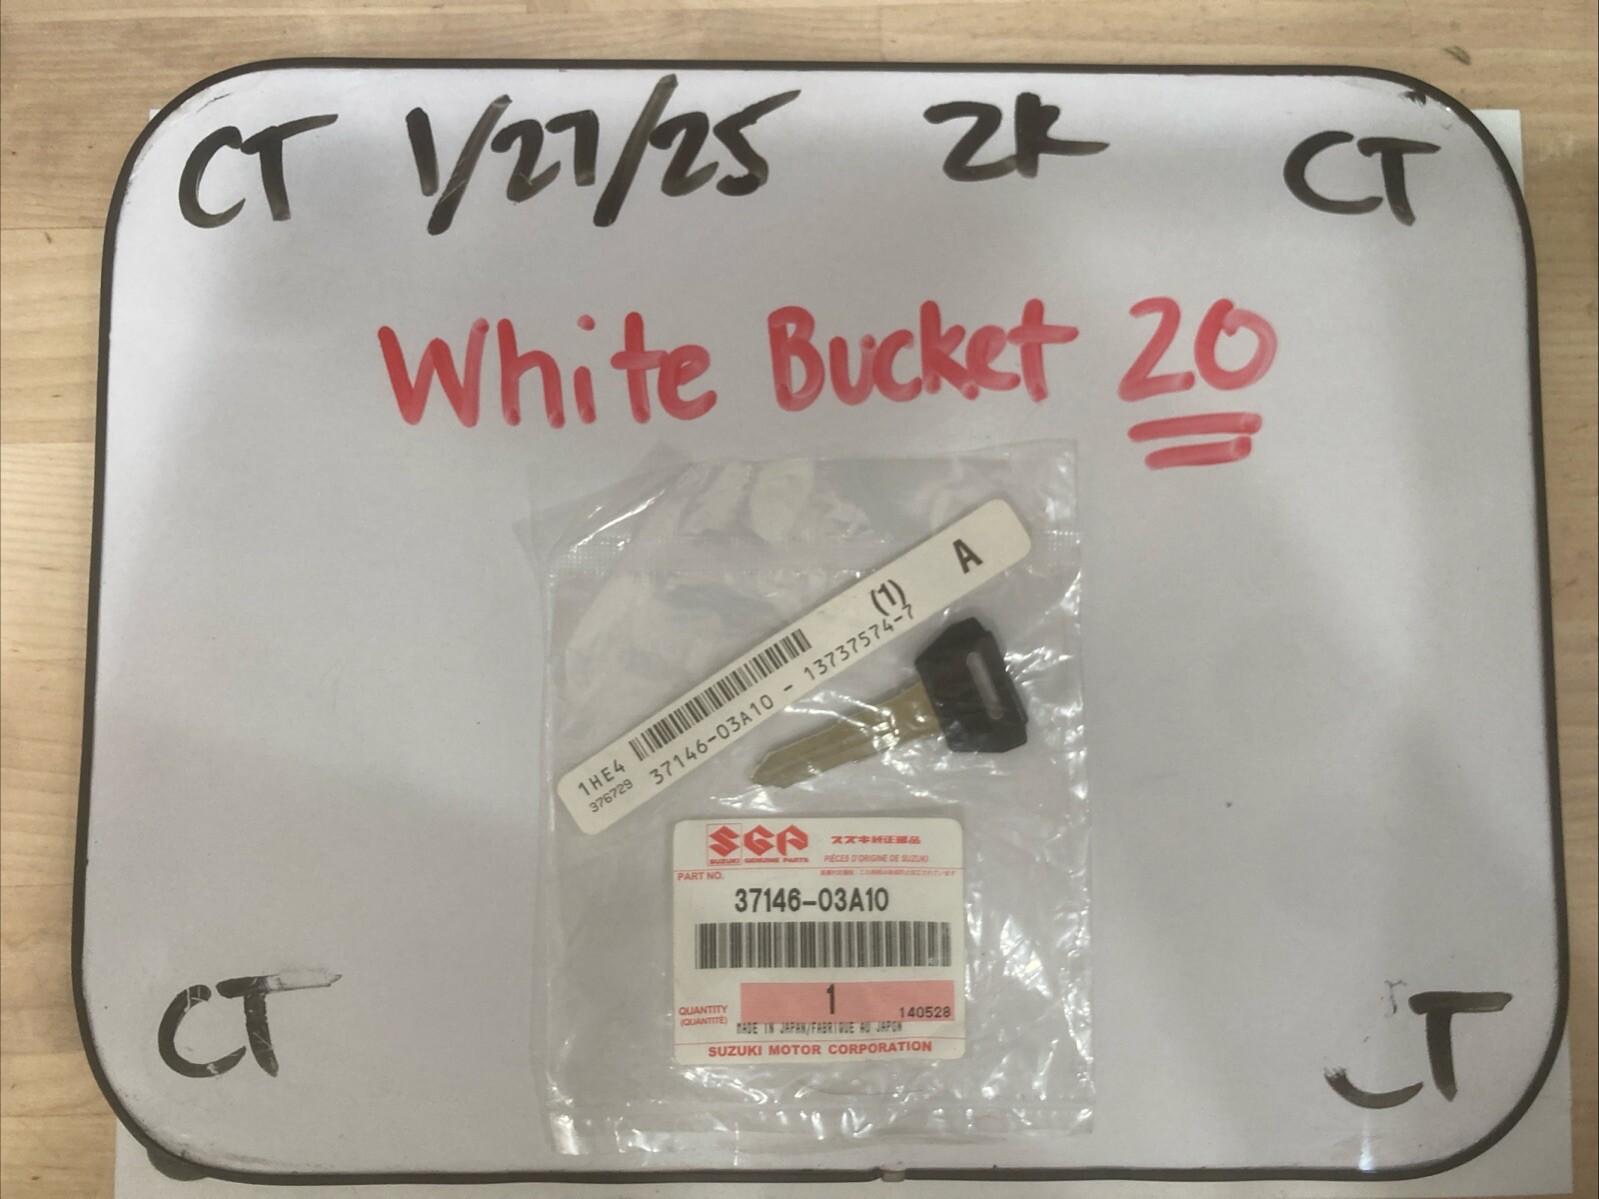 CT 1/27/25 ZK CT
White Bucket 20
A
(1)
1HE4
376729 37146-03A10 - 13737574-7
SGP スズキ純正部品
SUZUKI GENUINE PARTS PIÈCES D'ORIGINE DE SUZUKI
PART NO.
37146-03A10
1
QUANTITY 140528
(QUANTITÉ) MADE IN JAPAN/FABRIQUE AU JAPON
SUZUKI MOTOR CORPORATION
CT CT